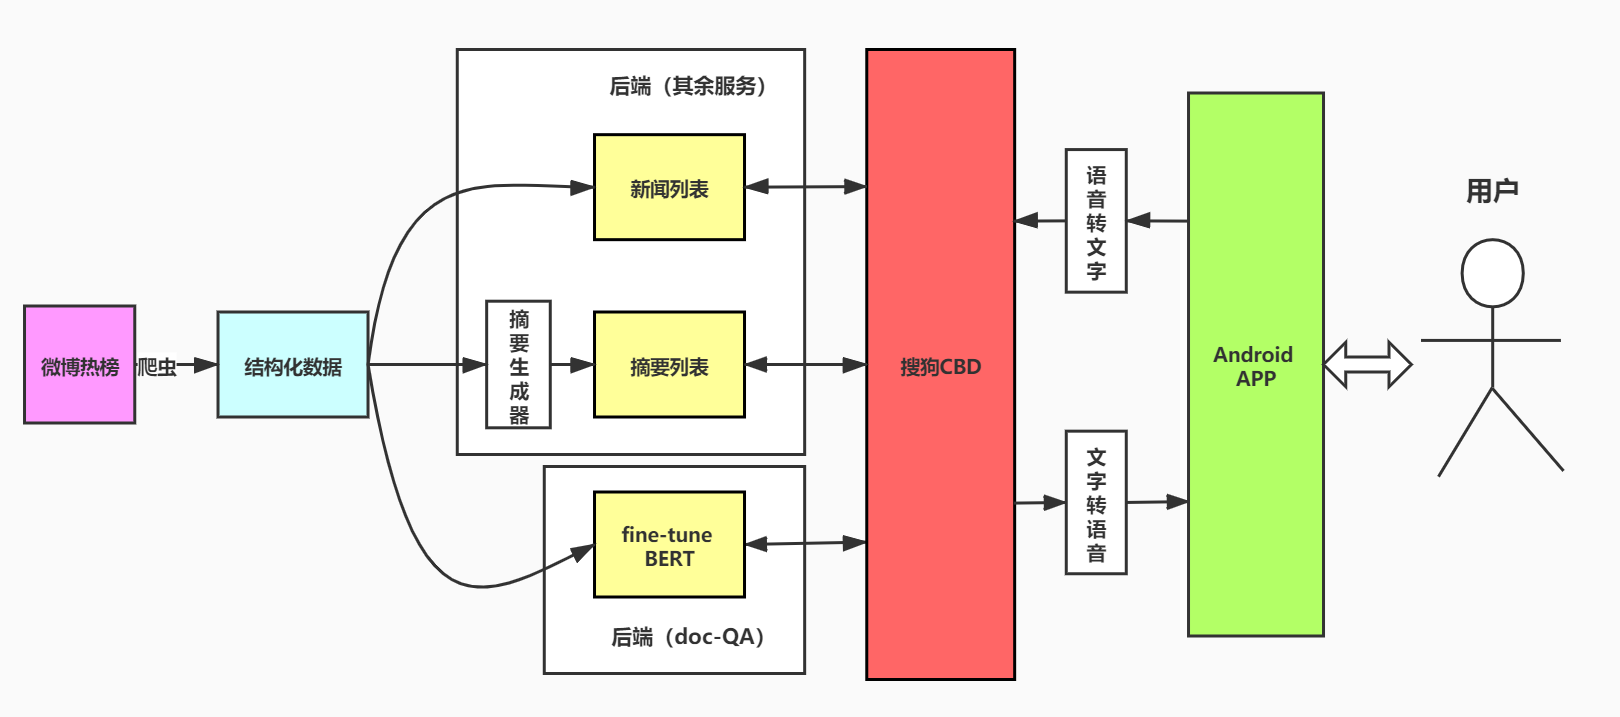 微博热榜
爬虫
结构化数据
后端（其余服务）
新闻列表
摘要生成器
摘要列表
fine-tune
BERT
后端（doc-QA）
搜狗CBD
语音转文字
文字转语音
Android
APP
用户